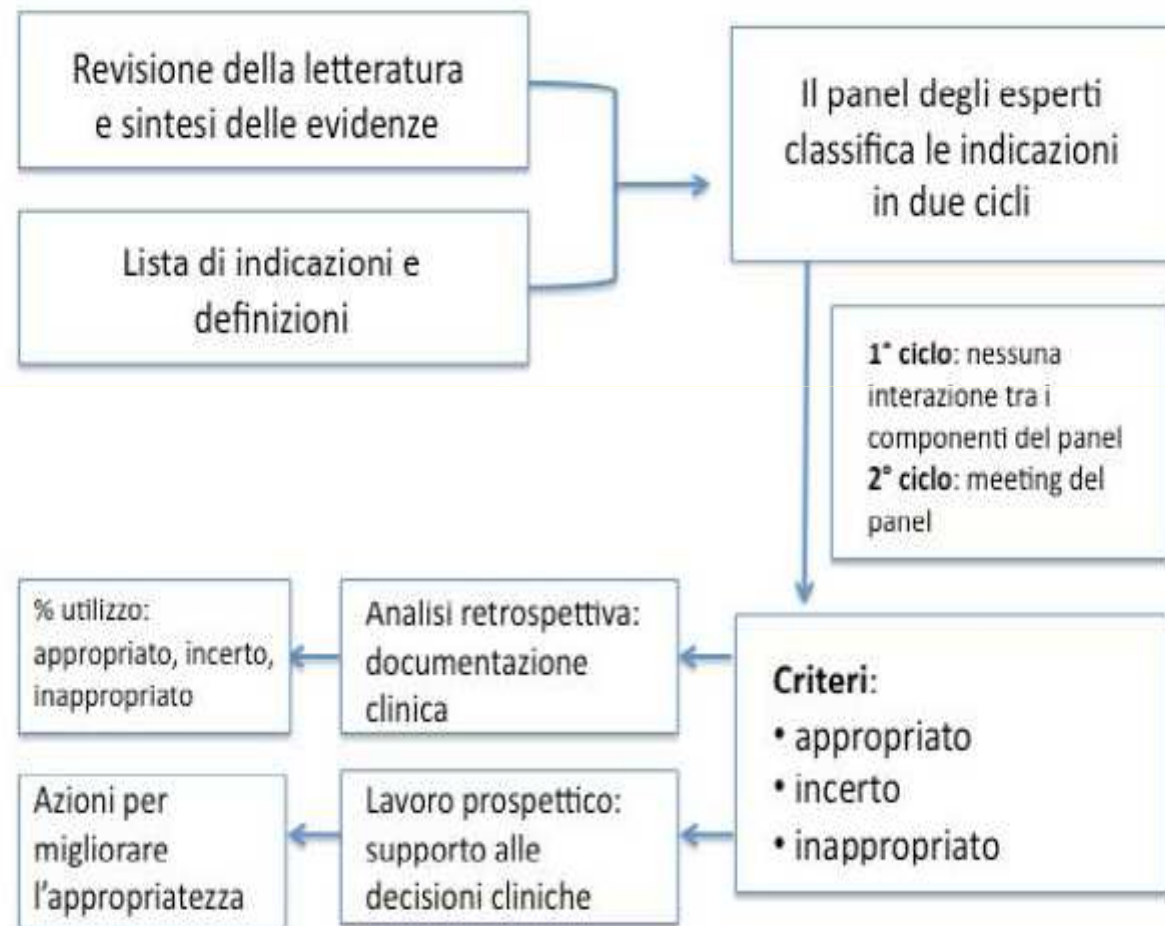 Revisione della letteratura
e sintesi delle evidenze
Lista di indicazioni e
definizioni
Il panel degli esperti
classifica le indicazioni
in due cicli
1° ciclo: nessuna
interazione tra i
componenti del panel
2° ciclo: meeting del
panel
Criteri:
• appropriato
• incerto
• inappropriato
Analisi retrospettiva:
documentazione
clinica
% utilizzo:
appropriato, incerto,
inappropriato
Lavoro prospettico:
supporto alle
decisioni cliniche
Azioni per
migliorare
l'appropriatezza